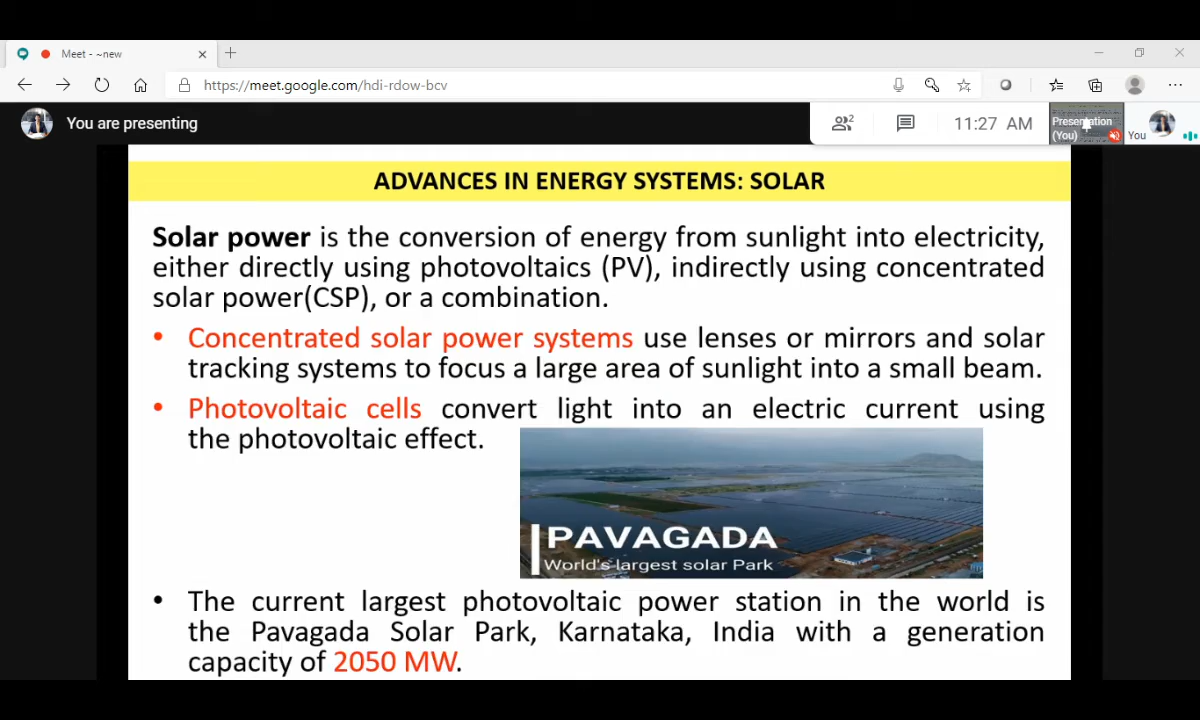 Meet - ~new
https://meet.google.com/hdi-rdow-bcv
You are presenting
2
11:27 AM
Presentation
(You)
You
ADVANCES IN ENERGY SYSTEMS: SOLAR
Solar power is the conversion of energy from sunlight into electricity,
either directly using photovoltaics (PV), indirectly using concentrated
solar power(CSP), or a combination.
• Concentrated solar power systems use lenses or mirrors and solar
tracking systems to focus a large area of sunlight into a small beam.
• Photovoltaic cells convert light into an electric current using
the photovoltaic effect.
PAVAGADA
World's largest solar Park
• The current largest photovoltaic power station in the world is
the Pavagada Solar Park, Karnataka, India with a generation
capacity of 2050 MW.